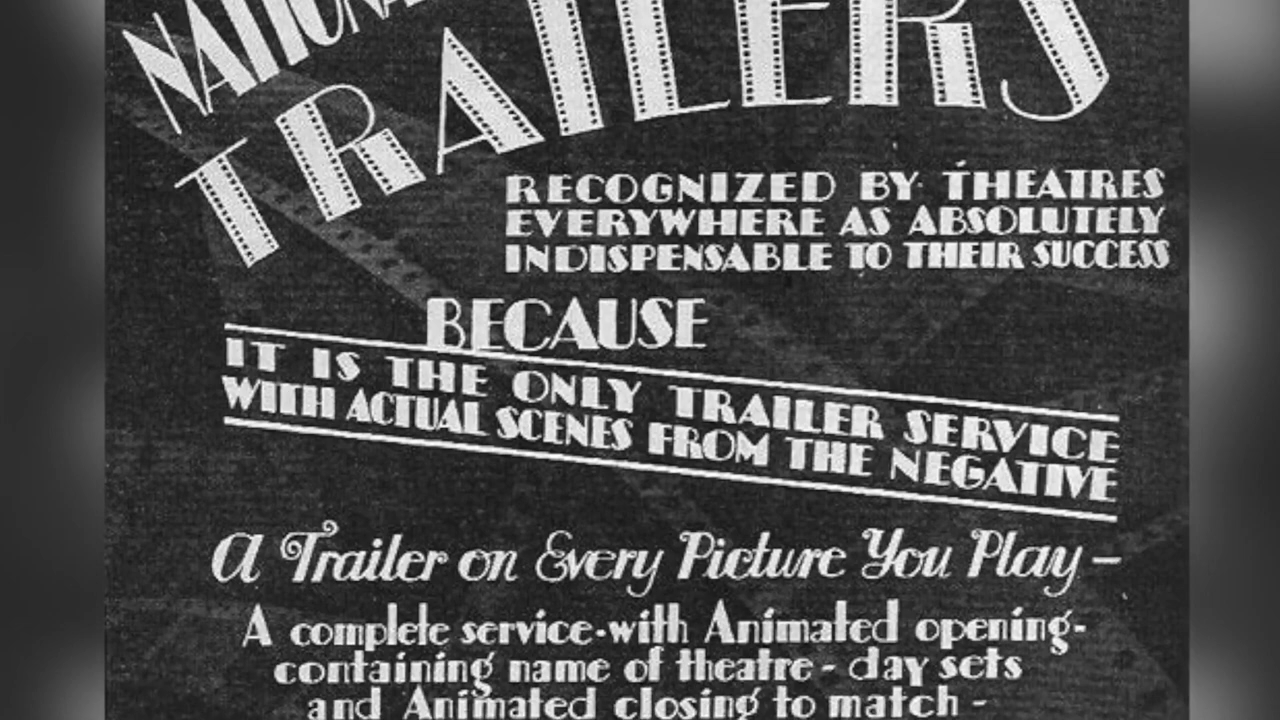 TRAILERS
RECOGNIZED BY THEATRES
EVERYWHERE AS ABSOLUTELY
INDISPENSABLE TO THEIR SUCCESS
BECAUSE
IT IS THE ONLY TRAILER SERVICE
WITH ACTUAL SCENES FROM THE NEGATIVE
A Trailer on Every Picture You Play –
A complete service-with Animated opening-
containing name of theatre - day sets
and Animated closing to match -